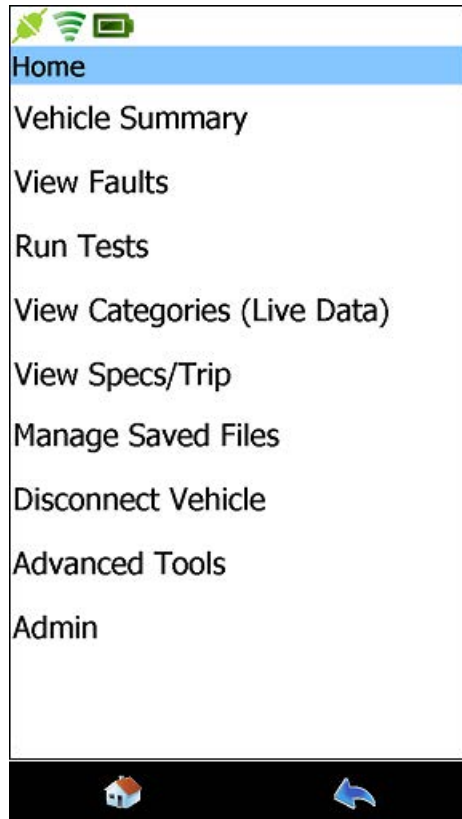 Home
Vehicle Summary
View Faults
Run Tests
View Categories (Live Data)
View Specs/Trip
Manage Saved Files
Disconnect Vehicle
Advanced Tools
Admin